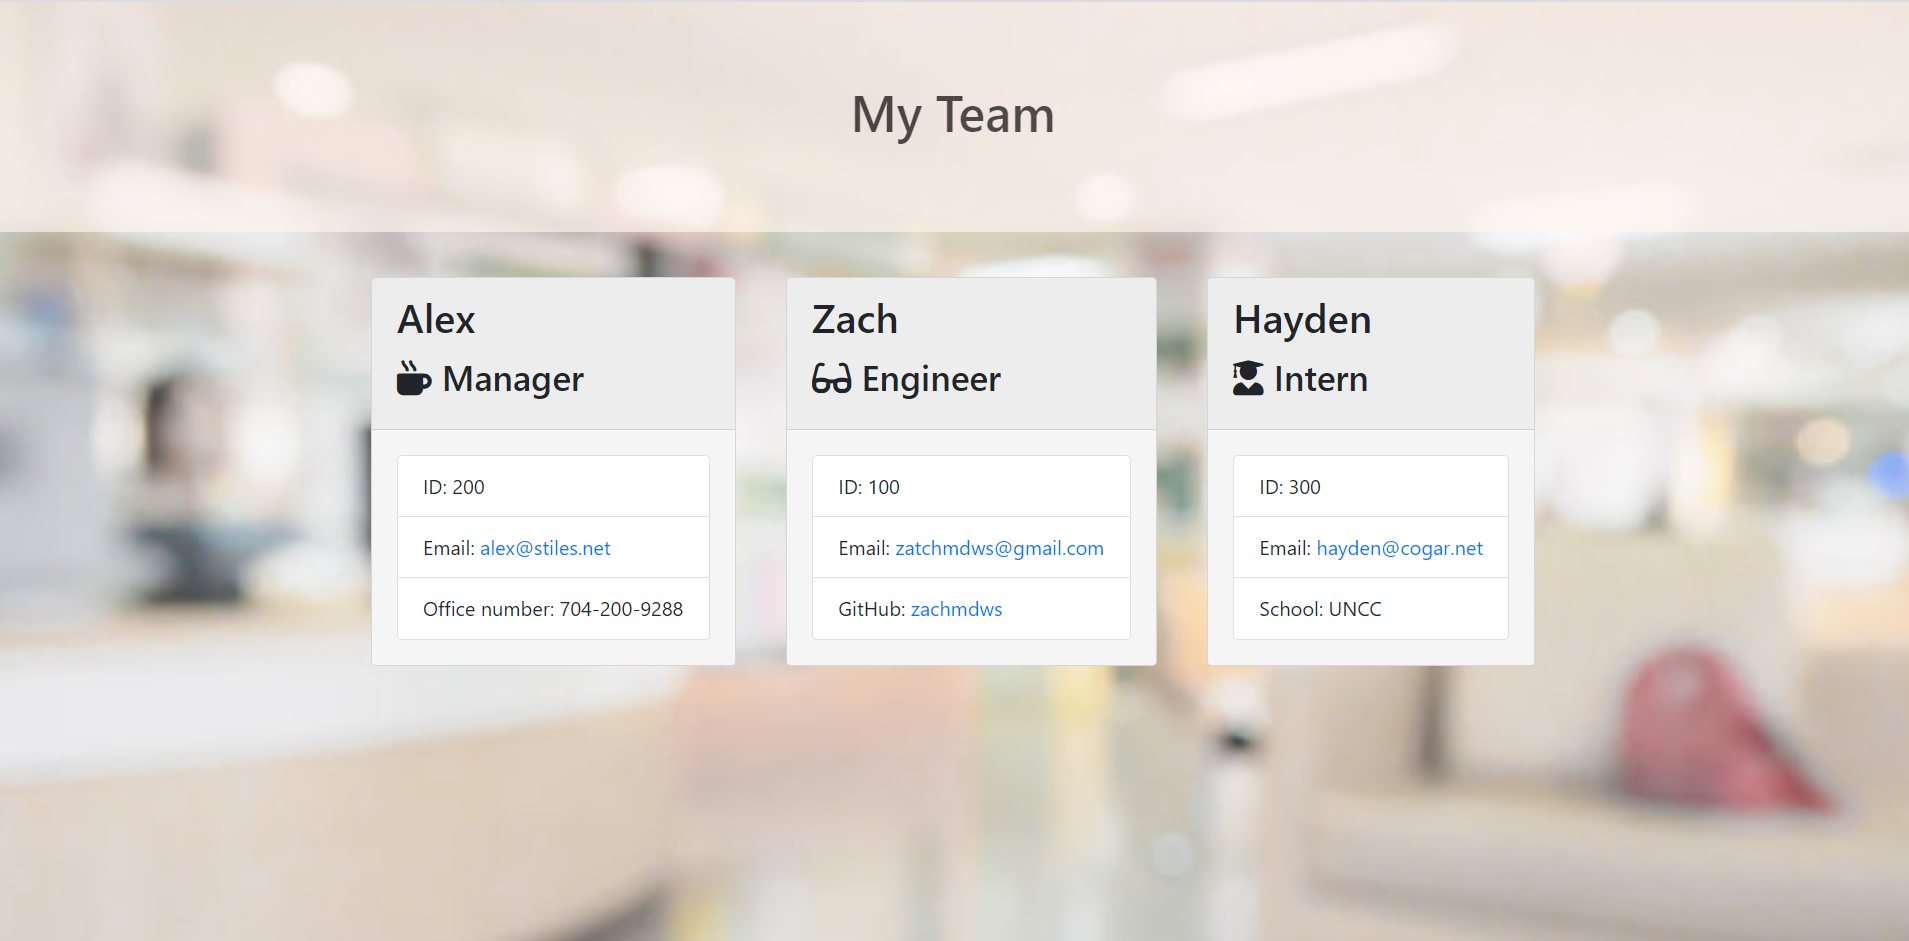 My Team
Alex
Manager
ID: 200
Email: alex@stiles.net
Office number: 704-200-9288
Zach
Engineer
ID: 100
Email: zatchmdws@gmail.com
GitHub: zachmdws
Hayden
Intern
ID: 300
Email: hayden@cogar.net
School: UNCC